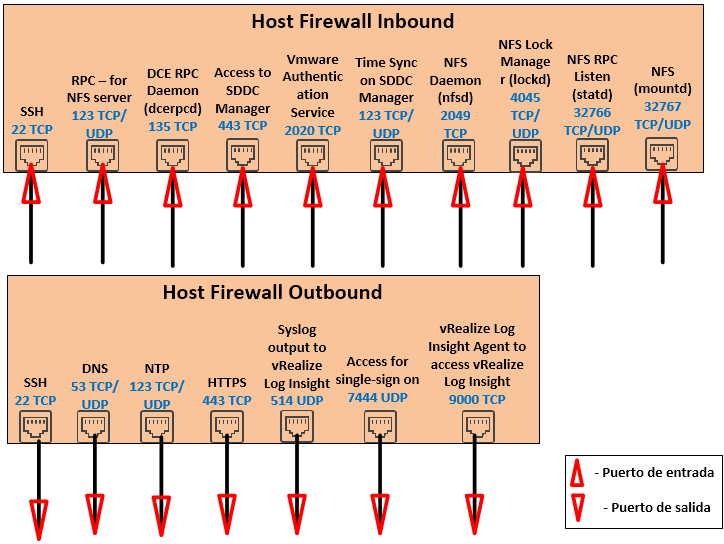 Host Firewall Inbound
SSH
22 TCP
RPC – for
NFS server
123 TCP/
UDP
DCE RPC
Daemon
(dcerpcd)
135 TCP
Access to
SDDC
Manager
443 TCP
Vmware
Authentic
ation
Service
2020 TCP
Time Sync
on SDDC
Manager
123 TCP/
UDP
NFS
Daemon
(nfsd)
2049
TCP
NFS Lock
Manage
r (lockd)
4045
TCP/
UDP
NFS RPC
Listen
(statd)
32766
TCP/UDP
NFS
(mountd)
32767
TCP/UDP
Host Firewall Outbound
SSH
22 TCP
DNS
53 TCP/
UDP
NTP
123 TCP/
UDP
HTTPS
443 TCP
Syslog
output to
vRealize
Log Insight
514 UDP
Access for
single-sign on
7444 UDP
vRealize Log
Insight Agent to
access vRealize
Log Insight
9000 TCP
- Puerto de entrada
- Puerto de salida